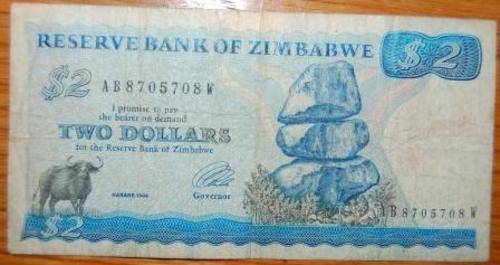 RESERVE BANK OF ZIMBABWE
$2
$2
AB8705708W
I promise to pay
the bearer on demand
TWO DOLLARS
for the Reserve Bank of Zimbabwe
HARARE
Governor
AB8705708W
$2